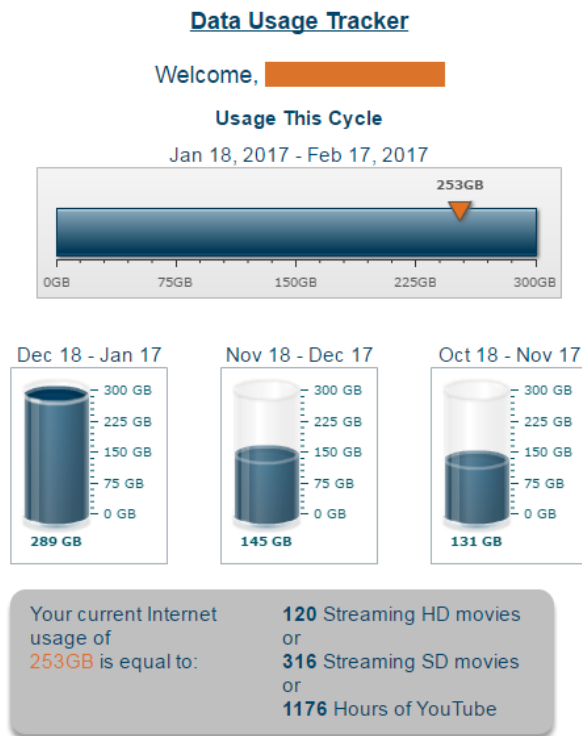 Data Usage Tracker
Welcome,
Usage This Cycle
Jan 18, 2017 - Feb 17, 2017
253GB
0GB 75GB 150GB 225GB 300GB
Dec 18 - Jan 17
300 GB
225 GB
150 GB
75 GB
0 GB
289 GB
Nov 18 - Dec 17
300 GB
225 GB
150 GB
75 GB
0 GB
145 GB
Oct 18 - Nov 17
300 GB
225 GB
150 GB
75 GB
0 GB
131 GB
Your current Internet
usage of
253GB is equal to:
120 Streaming HD movies
or
316 Streaming SD movies
or
1176 Hours of YouTube